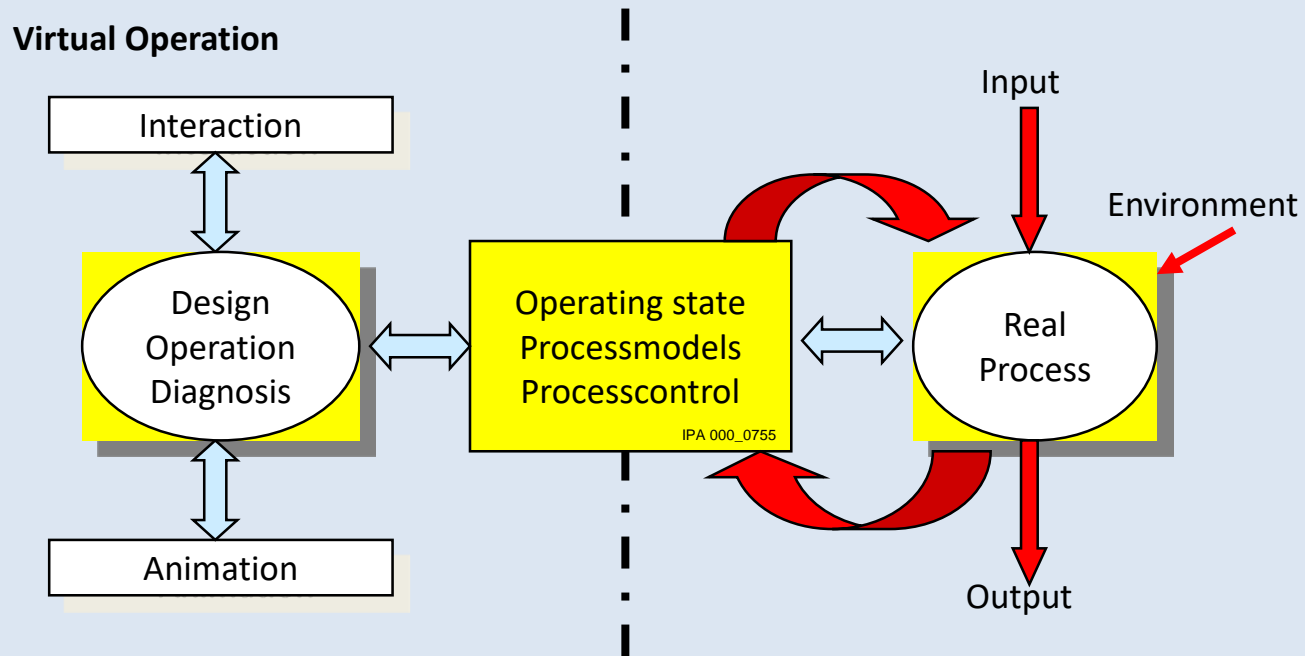 Virtual Operation
Interaction
Design
Operation
Diagnosis
Animation
Operating state
Processmodels
Processcontrol
IPA 000_0755
Input
Environment
Real
Process
Output